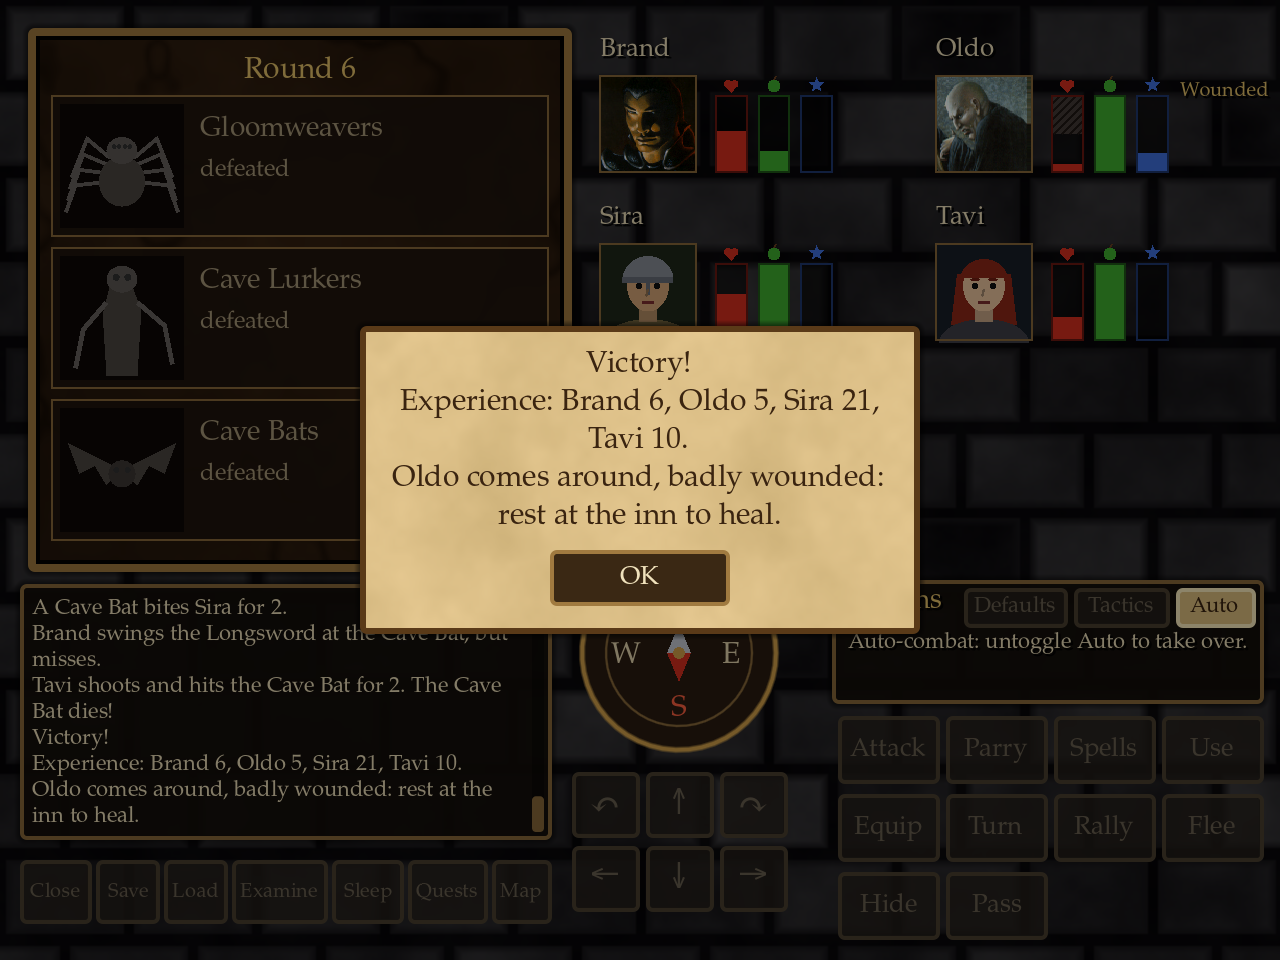 Round 6
Gloomweavers
defeated
Cave Lurkers
defeated
Cave Bats
defeated
Brand
Oldo
Wounded
Sira
Tavi
Victory!
Experience: Brand 6, Oldo 5, Sira 21,
Tavi 10.
Oldo comes around, badly wounded:
rest at the inn to heal.
OK
A Cave Bat bites Sira for 2.
Brand swings the Longsword at the Cave Bat, but
misses.
Tavi shoots and hits the Cave Bat for 2. The Cave
Bat dies!
Victory!
Experience: Brand 6, Oldo 5, Sira 21, Tavi 10.
Oldo comes around, badly wounded: rest at the
inn to heal.
Close Save Load Examine Sleep Quests Map
W E
S
Defaults Tactics Auto
Auto-combat: untoggle Auto to take over.
Attack Parry Spells Use
Equip Turn Rally Flee
Hide Pass